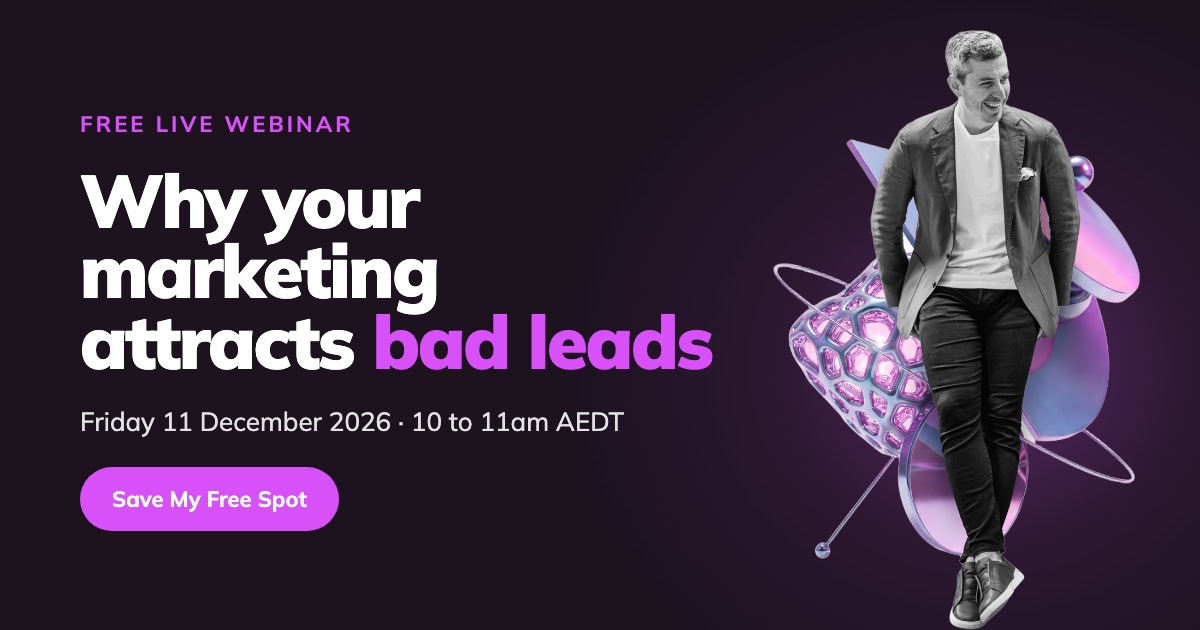 FREE LIVE WEBINAR
Why your
marketing
attracts bad leads
Friday 11 December 2026 · 10 to 11am AEDT
Save My Free Spot